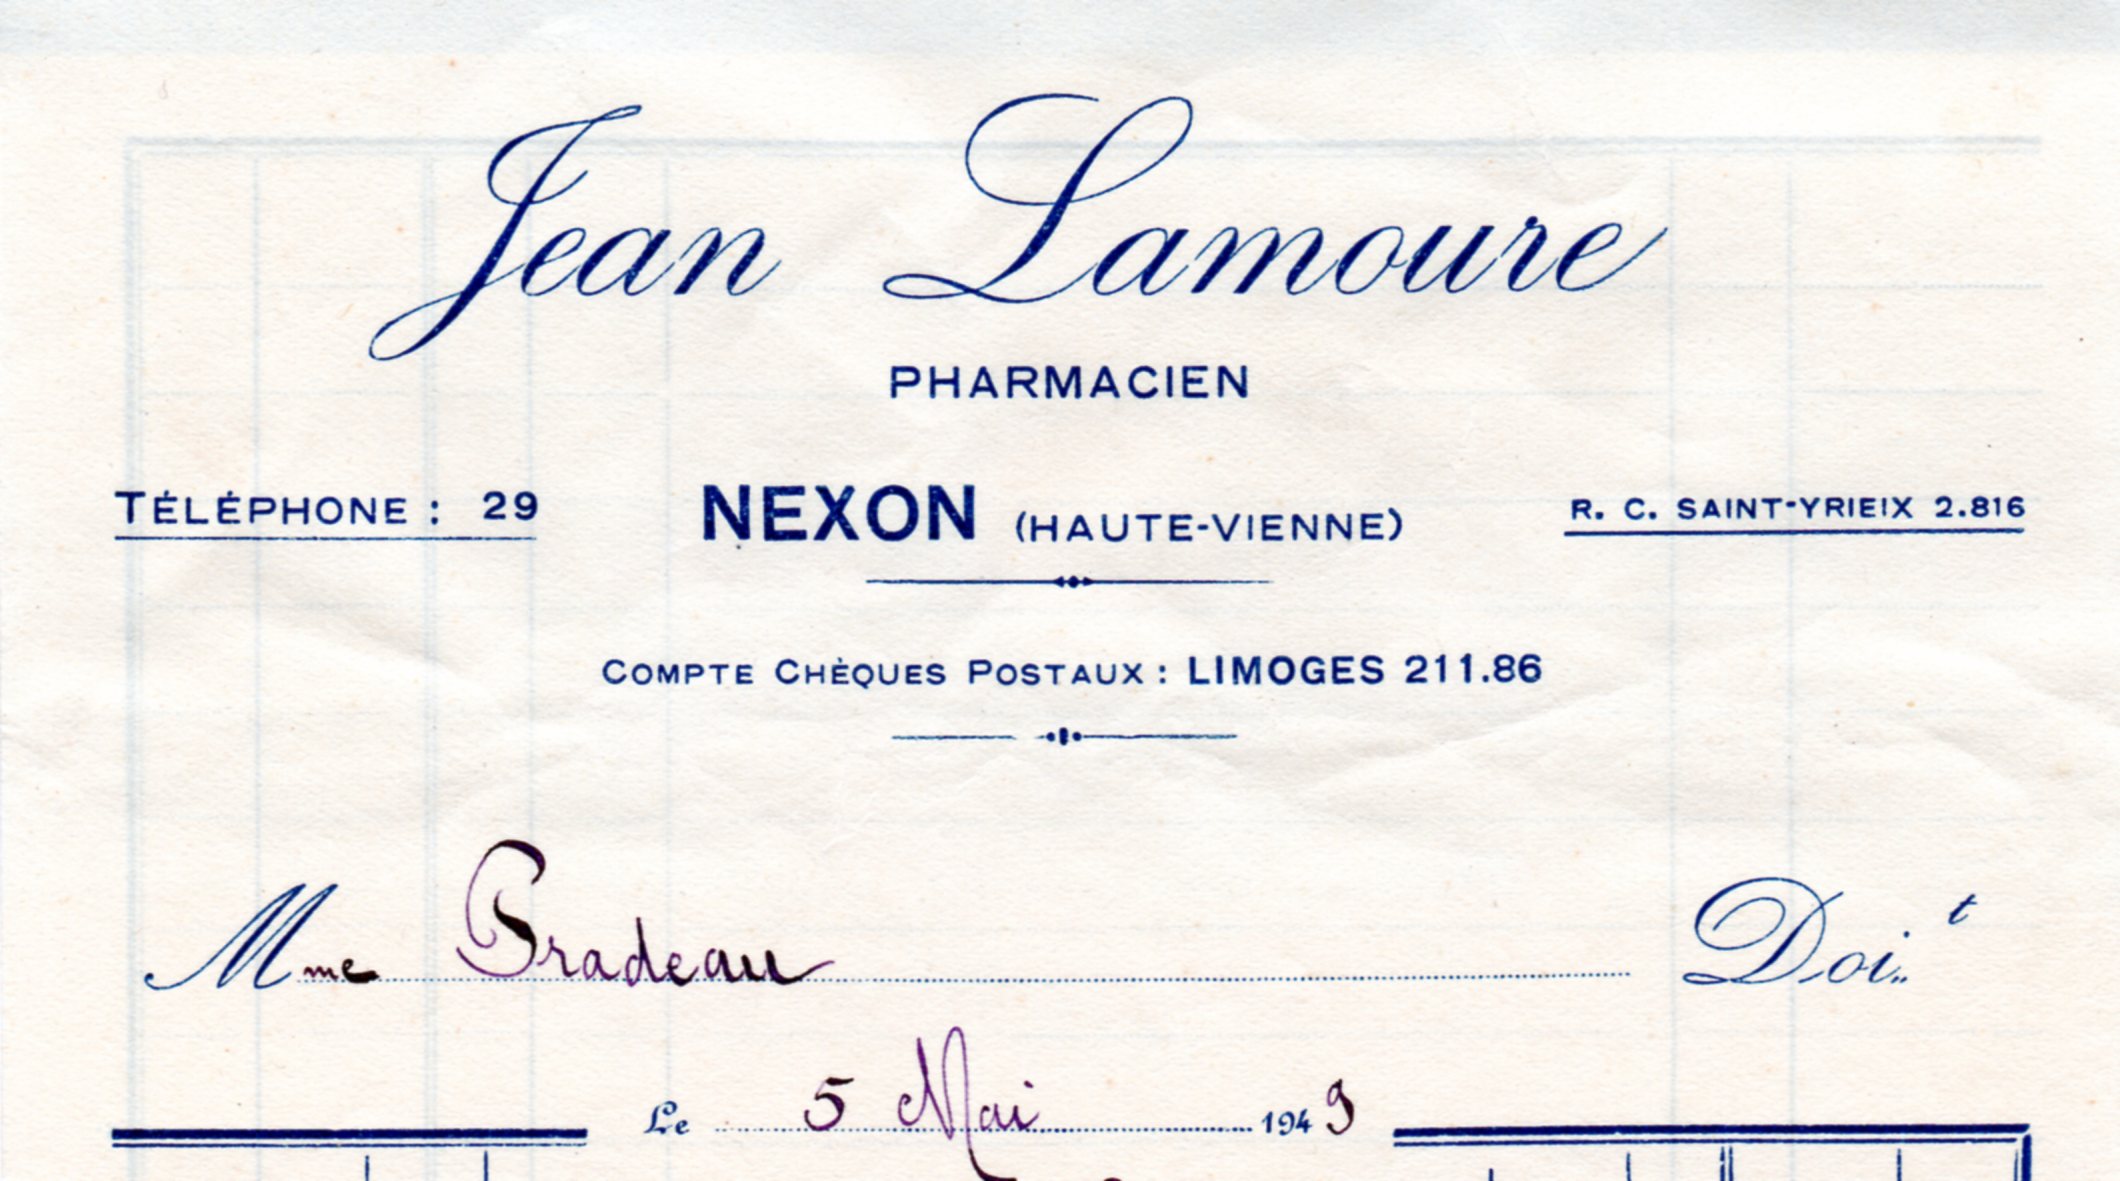 Jean Lamoure
PHARMACIEN
TÉLÉPHONE : 29 NEXON (HAUTE-VIENNE) R. C. SAINT-YRIEIX 2.816
COMPTE CHÈQUES POSTAUX : LIMOGES 211.86
Mme Pradeau Doit
Le 5 Mai 1949